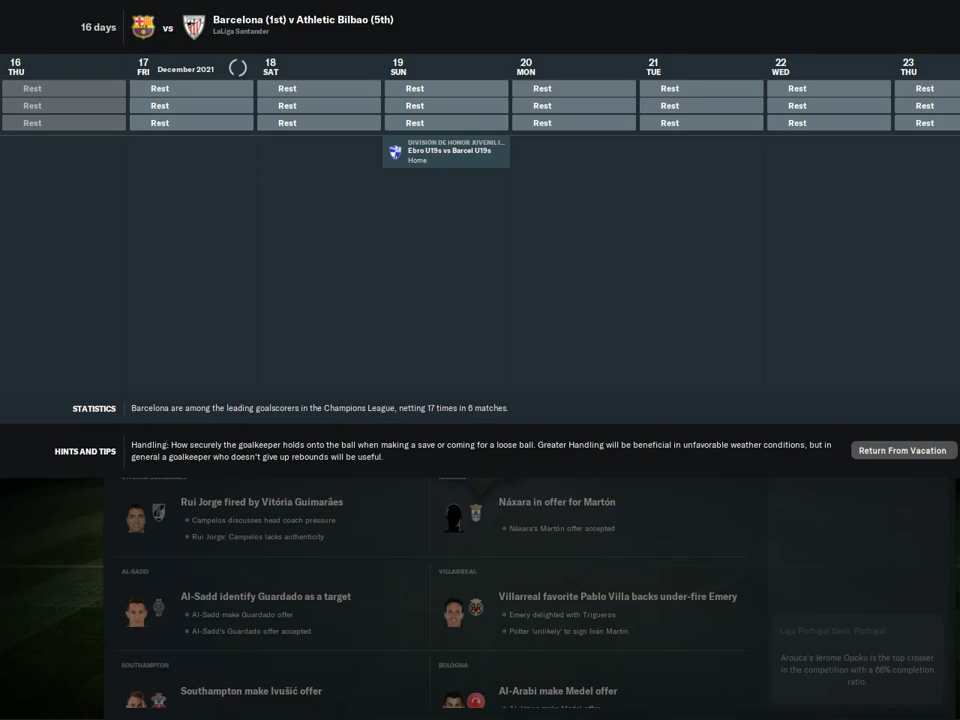 16 days
vs
Barcelona (1st) v Athletic Bilbao (5th)
LaLiga Santander
16
THU
17
FRI
December 2021
18
SAT
19
SUN
20
MON
21
TUE
22
WED
23
THU
Rest Rest Rest Rest Rest Rest Rest Rest
Rest Rest Rest Rest Rest Rest Rest Rest
Rest Rest Rest Rest Rest Rest Rest Rest
DIVISIÓN DE HONOR JUVENIL I...
Ebro U19s vs Barcel U19s
Home
STATISTICS
Barcelona are among the leading goalscorers in the Champions League, netting 17 times in 6 matches.
HINTS AND TIPS
Handling: How securely the goalkeeper holds onto the ball when making a save or coming for a loose ball. Greater Handling will be beneficial in unfavorable weather conditions, but in
general a goalkeeper who doesn't give up rebounds will be useful.
Return From Vacation
Rui Jorge fired by Vitória Guimarães
Campelos discusses head coach pressure
Rui Jorge: Campelos lacks authenticity
Náxara in offer for Martón
Náxara's Martón offer accepted
AL-SADD
Al-Sadd identify Guardado as a target
Al-Sadd make Guardado offer
Al-Sadd's Guardado offer accepted
VILLARREAL
Villarreal favorite Pablo Villa backs under-fire Emery
Emery delighted with Trigueros
Potter 'unlikely' to sign Iván Martín
SOUTHAMPTON
Southampton make Ivušić offer
BOLOGNA
Al-Arabi make Medel offer
Liga Portugal Bwin, Portugal
Arouca's Jerome Opoku is the top crosser
in the competition with a 66% completion
ratio.